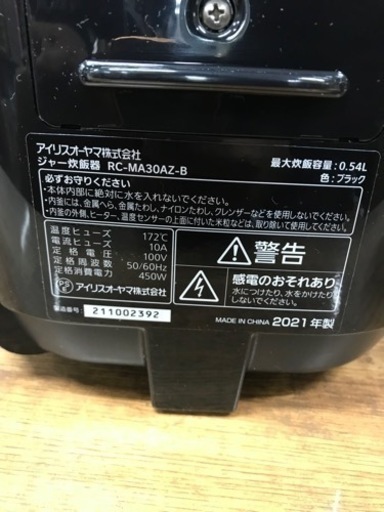 アイリスオーヤマ株式会社
ジャー炊飯器 RC-MA30AZ-B
最大炊飯容量:0.54L
色:ブラック
必ずお守りください
・本体内部に絶対に水を入れないでください。
・内釜には、金属へら、金属たわし、ナイロンたわし、クレンザーなどを使用しないでください。
・内釜の外側、ヒーター、温度センサーの上面に付いた米粒などは、取り除いて使用してください。
温度ヒューズ 172℃
電流ヒューズ 10A
定格電圧 100V
定格周波数 50/60Hz
定格消費電力 450W
警告
感電のおそれあり
水につけたり、水をかけたり
しないでください。
PS
E
アイリスオーヤマ株式会社
製造番号: 211002392
MADE IN CHINA 2021年製